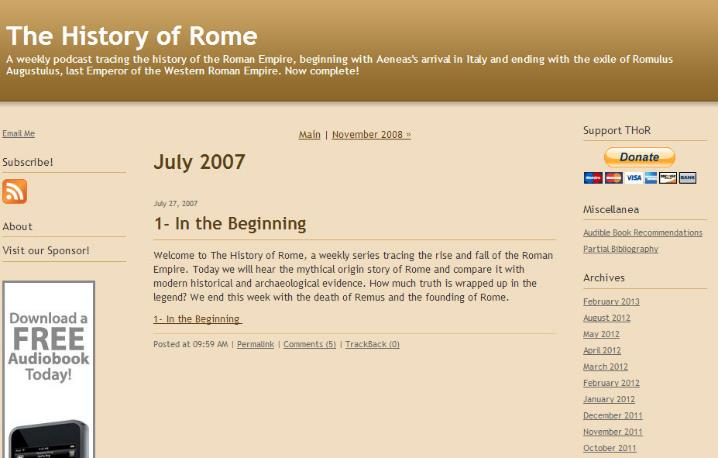 The History of Rome
A weekly podcast tracing the history of the Roman Empire, beginning with Aeneas's arrival in Italy and ending with the exile of Romulus
Augustulus, last Emperor of the Western Roman Empire. Now complete!
Email Me
Subscribe!
About
Visit our Sponsor!
Download a
FREE
Audiobook
Today!
Main | November 2008 »
July 2007
July 27, 2007
1- In the Beginning
Welcome to The History of Rome, a weekly series tracing the rise and fall of the Roman
Empire. Today we will hear the mythical origin story of Rome and compare it with
modern historical and archaeological evidence. How much truth is wrapped up in the
legend? We end this week with the death of Remus and the founding of Rome.
1- In the Beginning
Posted at 09:59 AM | Permalink | Comments (5) | TrackBack (0)
Support THoR
Donate
VISA BANK
Miscellanea
Audible Book Recommendations
Partial Bibliography
Archives
February 2013
August 2012
May 2012
April 2012
March 2012
February 2012
January 2012
December 2011
November 2011
October 2011